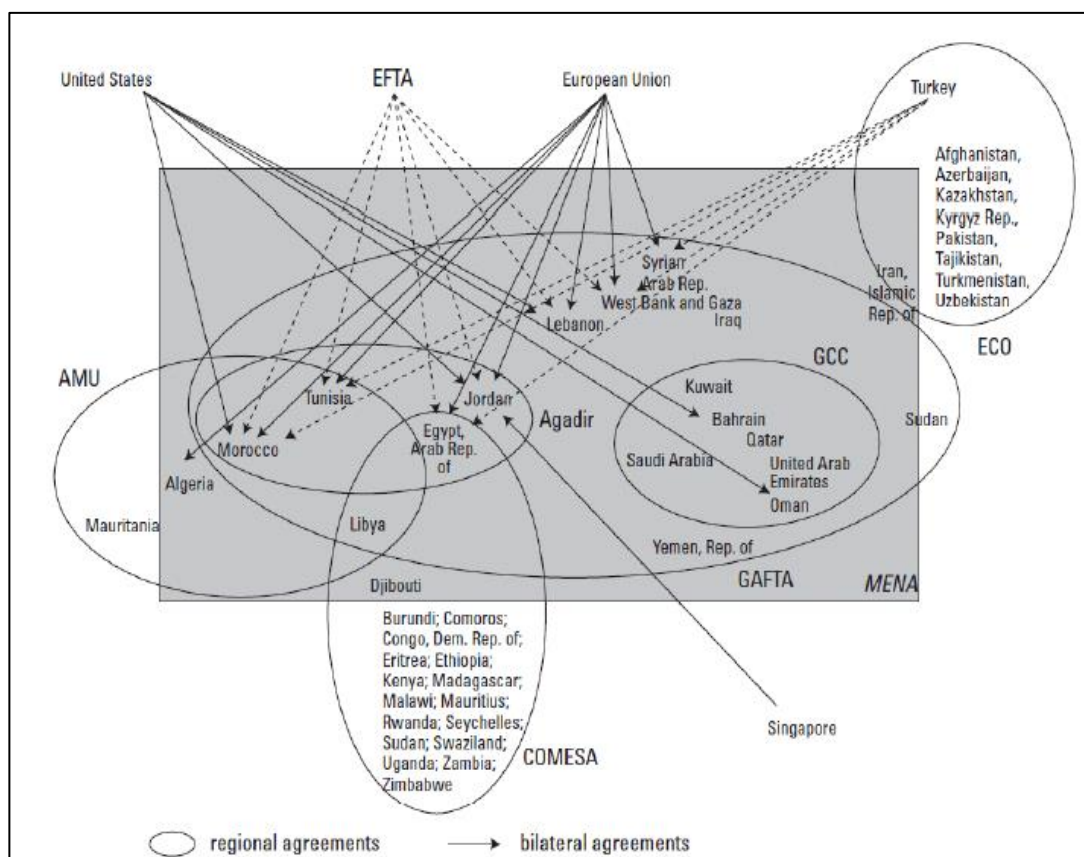 United States
EFTA
European Union
Turkey
Afghanistan,
Azerbaijan,
Kazakhstan,
Kyrgyz Rep.,
Pakistan,
Tajikistan,
Turkmenistan,
Uzbekistan
Iran,
Islamic
Rep. of
ECO
Syrian
Arab Rep.
West Bank and Gaza
Iraq
Lebanon
GCC
Kuwait
Bahrain
Qatar
Saudi Arabia
United Arab
Emirates
Oman
Sudan
AMU
Tunisia
Jordan
Agadir
Morocco
Egypt,
Arab Rep.
of
Algeria
Mauritania
Libya
Yemen, Rep. of
GAFTA
MENA
Djibouti
Burundi; Comoros;
Congo, Dem. Rep. of;
Eritrea; Ethiopia;
Kenya; Madagascar;
Malawi; Mauritius;
Rwanda; Seychelles;
Sudan; Swaziland;
Uganda; Zambia;
Zimbabwe
COMESA
Singapore
regional agreements
bilateral agreements